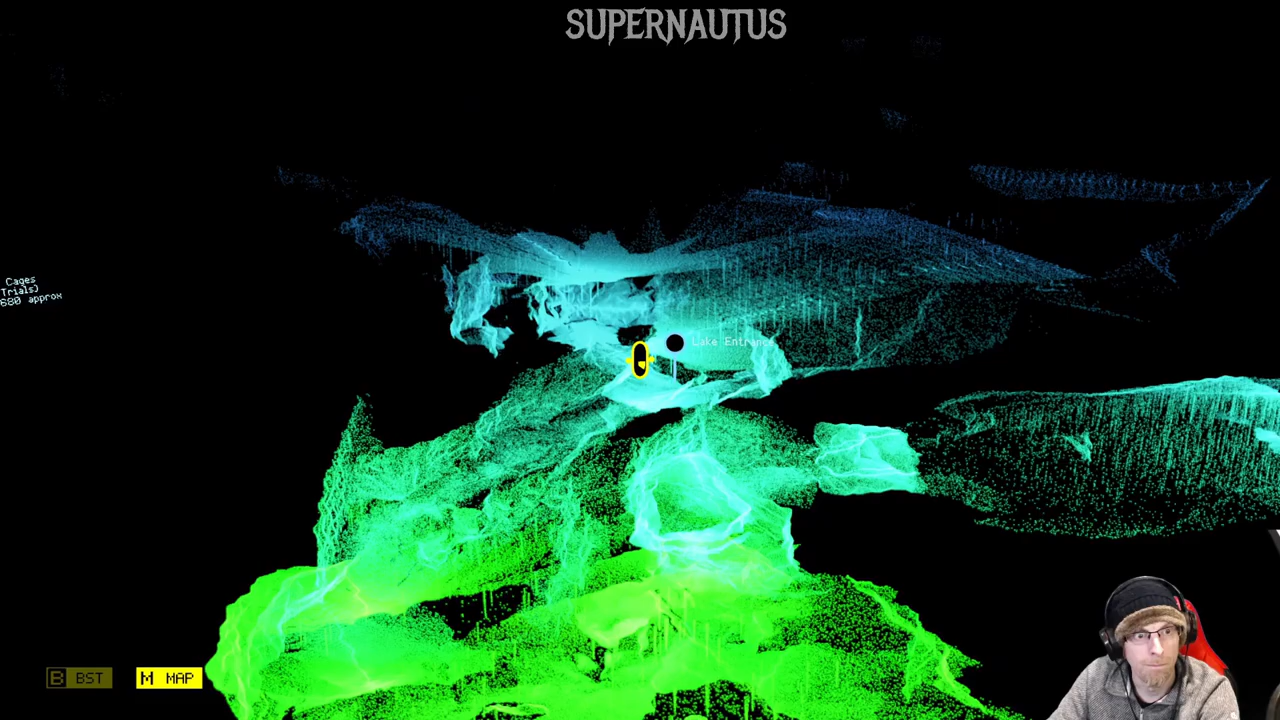 SUPERNAUTUS
Cages
Trials)
680 approx
Lake Entrance
B BST
M MAP